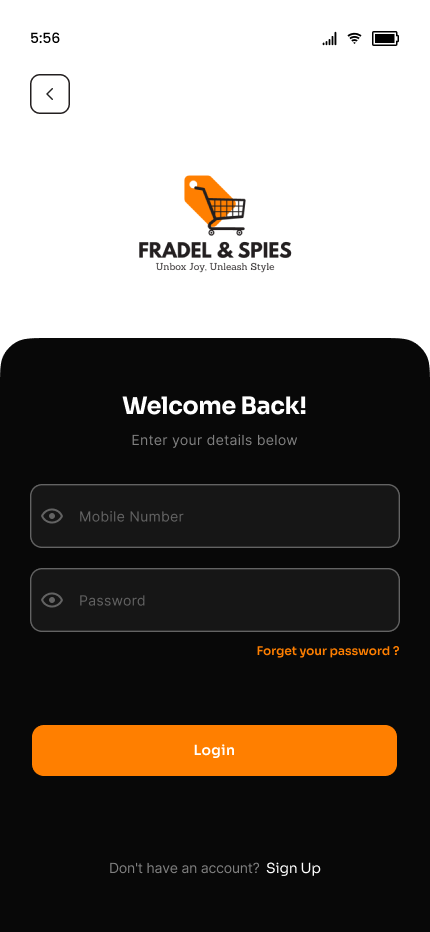 5:56
FRADEL & SPIES
Unbox Joy, Unleash Style
Welcome Back!
Enter your details below
Mobile Number
Password
Forget your password ?
Login
Don't have an account? Sign Up